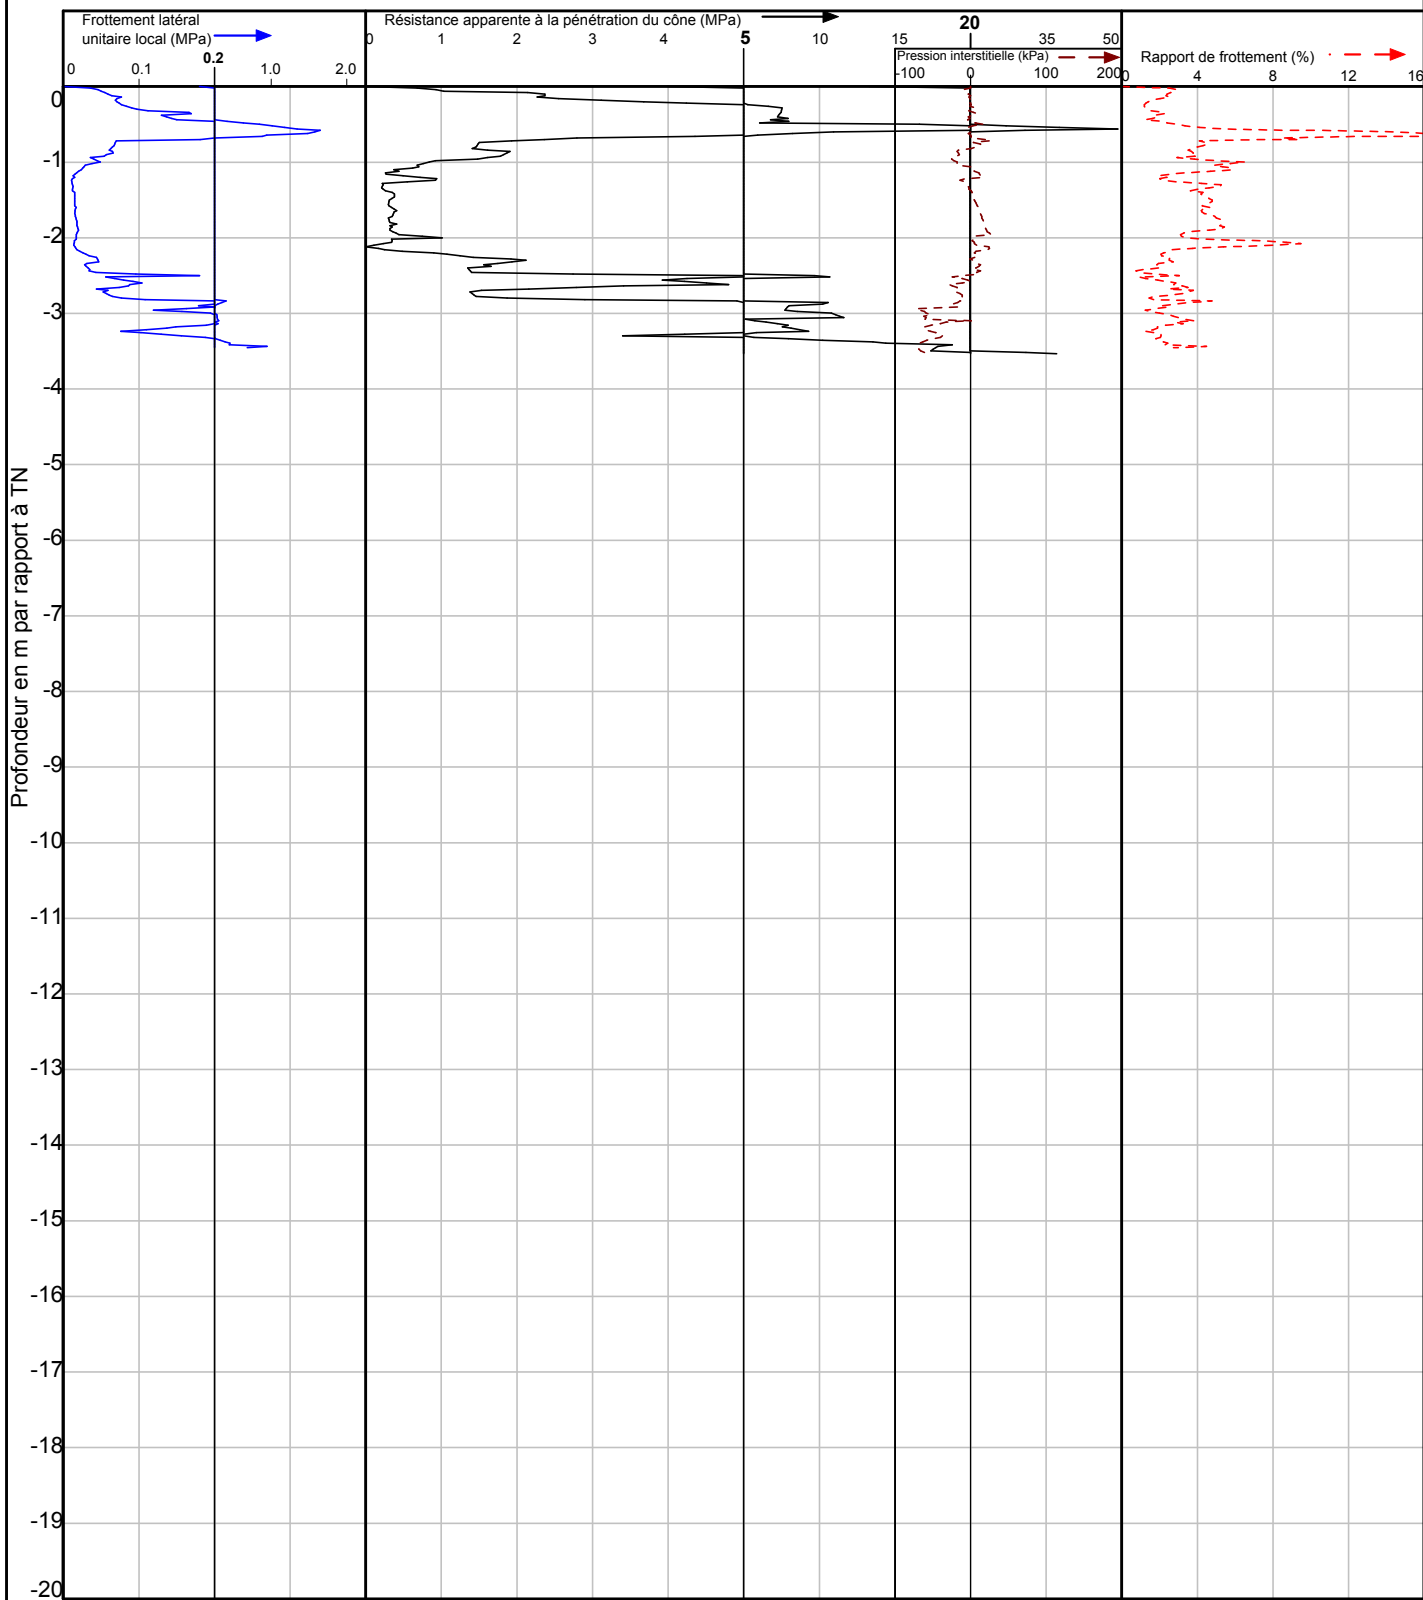 Frottement latéral
unitaire local (MPa)
0.2
0 0.1 1.0 2.0
Résistance apparente à la pénétration du cône (MPa)
20
0 1 2 3 4 5 10 15 35 50
Pression interstitielle (kPa)
-100 0 100 200
Rapport de frottement (%)
0 4 8 12 16
Profondeur en m par rapport à TN
0
-1
-2
-3
-4
-5
-6
-7
-8
-9
-10
-11
-12
-13
-14
-15
-16
-17
-18
-19
-20